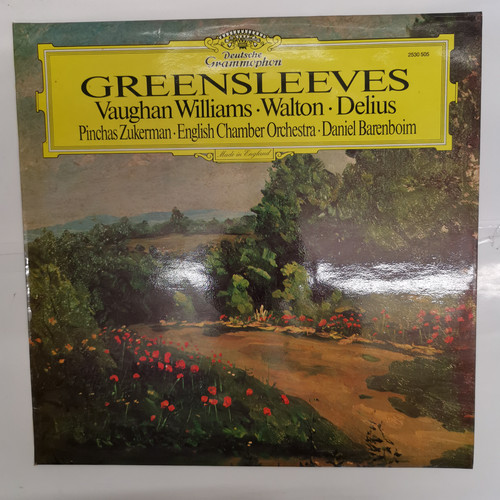 Deutsche
Grammophon
2530 505
GREENSLEEVES
Vaughan Williams · Walton · Delius
Pinchas Zukerman · English Chamber Orchestra · Daniel Barenboim
Made in England